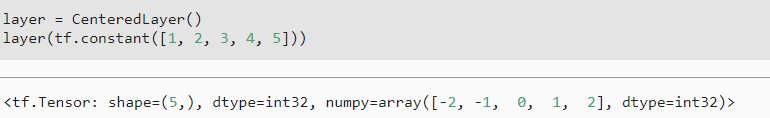 layer = CenteredLayer()
layer(tf.constant([1, 2, 3, 4, 5]))
<tf.Tensor: shape=(5,), dtype=int32, numpy=array([-2, -1,  0,  1,  2], dtype=int32)>